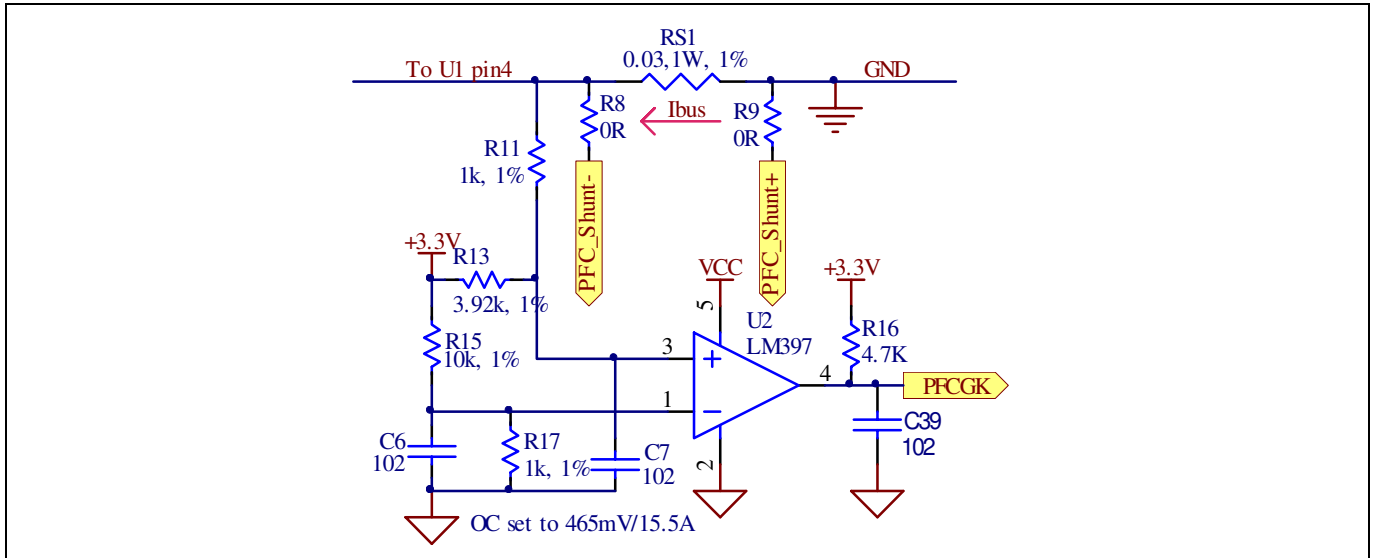 RS1
0.03,1W, 1%
To U1 pin4
GND
R8
0R
Ibus
R9
0R
R11
1k, 1%
PFC_Shunt-
PFC_Shunt+
+3.3V
R13
3.92k, 1%
VCC
+3.3V
5
U2
LM397
R15
10k, 1%
R16
4.7K
3
4
PFCGK
1
C6
102
R17
1k, 1%
C7
102
2
C39
102
OC set to 465mV/15.5A